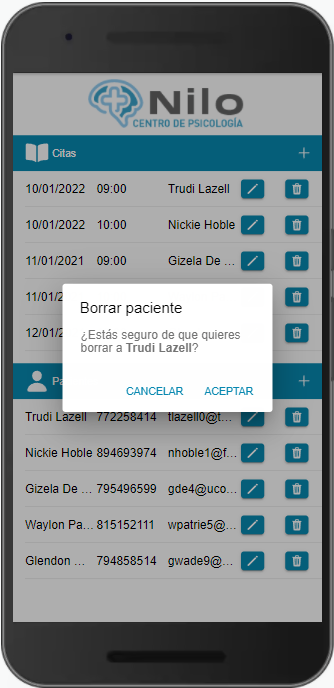 Nilo
CENTRO DE PSICOLOGÍA
Citas
10/01/2022 09:00 Trudi Lazell
10/01/2022 10:00 Nickie Hoble
11/01/2021 09:00 Gizela De ...
11/01
12/01
Borrar paciente
¿Estás seguro de que quieres
borrar a Trudi Lazell?
CANCELAR ACEPTAR
Pa
Trudi Lazell 772258414 tlazell0@t...
Nickie Hoble 894693974 nhoble1@f...
Gizela De ... 795496599 gde4@uco...
Waylon Pa... 815152111 wpatrie5@...
Glendon ... 794858514 gwade9@...